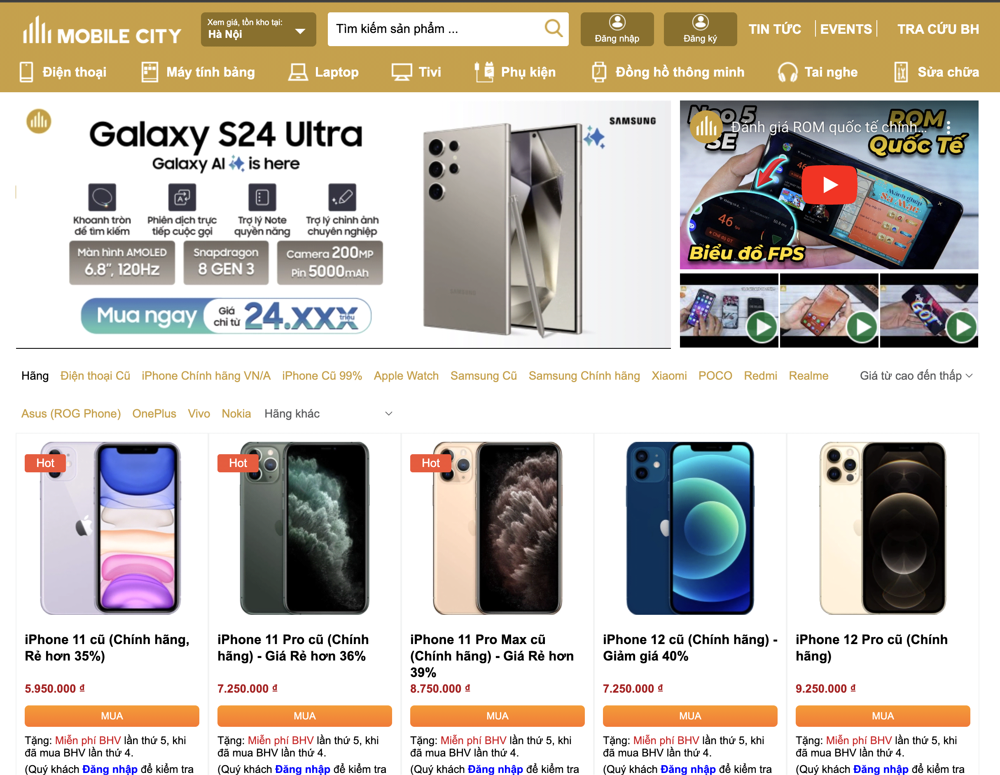 MOBILE CITY
Xem giá, tồn kho tại:
Hà Nội
Tìm kiếm sản phẩm ...
Đăng nhập
Đăng ký
TIN TỨC
EVENTS
TRA CỨU BH
Điện thoại
Máy tính bảng
Laptop
Tivi
Phụ kiện
Đồng hồ thông minh
Tai nghe
Sửa chữa
Galaxy S24 Ultra
Galaxy AI is here
SAMSUNG
Khoanh tròn
để tìm kiếm
Phiên dịch trực
tiếp cuộc gọi
Trợ lý Note
quyền năng
Trợ lý chỉnh ảnh
chuyên nghiệp
Màn hình AMOLED
6.8”, 120Hz
Snapdragon
8 GEN 3
Camera 200MP
Pin 5000mAh
Mua ngay
Giá
chỉ từ
24.XXX
triệu
SAMSUNG
Neo 5
SE
Đánh giá ROM quốc tế chính...
ROM
Quốc Tế
Mảnh ghép
Sa Mạc
46 fps
50.8 ms
Chế độ GT
Biểu đồ FPS
Hãng
Điện thoại Cũ
iPhone Chính hãng VN/A
iPhone Cũ 99%
Apple Watch
Samsung Cũ
Samsung Chính hãng
Xiaomi
POCO
Redmi
Realme
Giá từ cao đến thấp
Asus (ROG Phone)
OnePlus
Vivo
Nokia
Hãng khác
Hot
Hot
Hot
iPhone 11 cũ (Chính hãng,
Rẻ hơn 35%)
5.950.000 ₫
MUA
Tặng: Miễn phí BHV lần thứ 5, khi
đã mua BHV lần thứ 4.
(Quý khách Đăng nhập để kiểm tra
iPhone 11 Pro cũ (Chính
hãng) - Giá Rẻ hơn 36%
7.250.000 ₫
MUA
Tặng: Miễn phí BHV lần thứ 5, khi
đã mua BHV lần thứ 4.
(Quý khách Đăng nhập để kiểm tra
iPhone 11 Pro Max cũ
(Chính hãng) - Giá Rẻ hơn
39%
8.750.000 ₫
MUA
Tặng: Miễn phí BHV lần thứ 5, khi
đã mua BHV lần thứ 4.
(Quý khách Đăng nhập để kiểm tra
iPhone 12 cũ (Chính hãng) -
Giảm giá 40%
7.250.000 ₫
MUA
Tặng: Miễn phí BHV lần thứ 5, khi
đã mua BHV lần thứ 4.
(Quý khách Đăng nhập để kiểm tra
iPhone 12 Pro cũ (Chính
hãng)
9.250.000 ₫
MUA
Tặng: Miễn phí BHV lần thứ 5, khi
đã mua BHV lần thứ 4.
(Quý khách Đăng nhập để kiểm tra